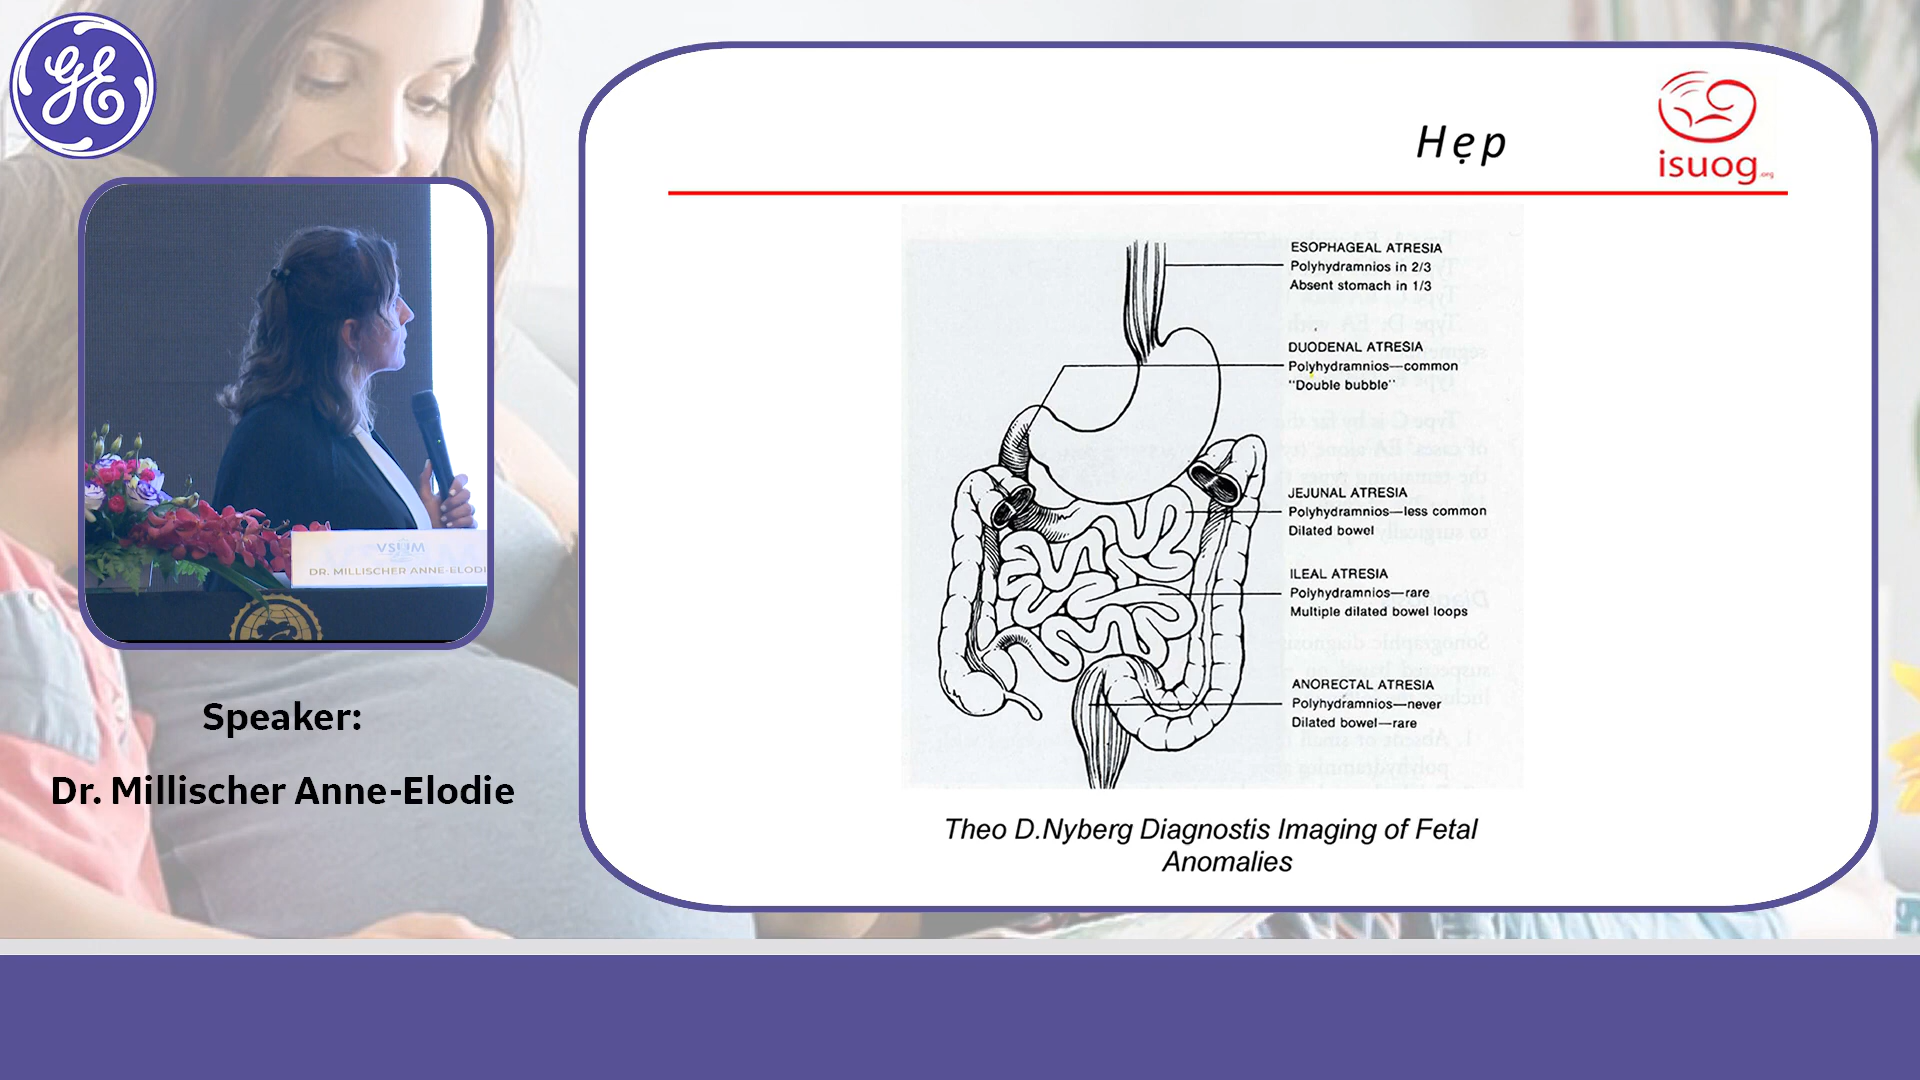 GE
VSUM
DR. MILLISCHER ANNE-ELODI
Speaker:
Dr. Millischer Anne-Elodie
Hẹp
isuog.org
ESOPHAGEAL ATRESIA
Polyhydramnios in 2/3
Absent stomach in 1/3
DUODENAL ATRESIA
Polyhydramnios—common
"Double bubble"
JEJUNAL ATRESIA
Polyhydramnios—less common
Dilated bowel
ILEAL ATRESIA
Polyhydramnios—rare
Multiple dilated bowel loops
ANORECTAL ATRESIA
Polyhydramnios—never
Dilated bowel—rare
Theo D.Nyberg Diagnostis Imaging of Fetal
Anomalies